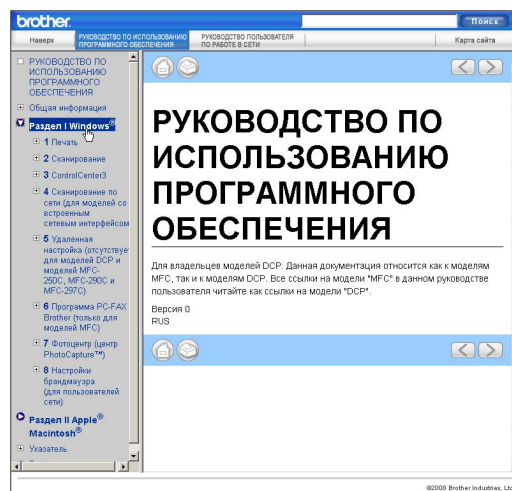 brother
Поиск
Наверх
РУКОВОДСТВО ПО ИСПОЛЬЗОВАНИЮ
ПРОГРАММНОГО ОБЕСПЕЧЕНИЯ
РУКОВОДСТВО ПОЛЬЗОВАТЕЛЯ
ПО РАБОТЕ В СЕТИ
Карта сайта
РУКОВОДСТВО ПО
ИСПОЛЬЗОВАНИЮ
ПРОГРАММНОГО
ОБЕСПЕЧЕНИЯ
Общая информация
Раздел I Windows®
1 Печать
2 Сканирование
3 ControlCenter3
4 Сканирование по
сети (для моделей со
встроенным
сетевым интерфейсом
5 Удаленная
настройка (отсутствуе
для моделей DCP и
моделей MFC-
250C, MFC-290C и
MFC-297C)
6 Программа PC-FAX
Brother (только для
моделей MFC)
7 Фотоцентр (центр
PhotoCapture™)
8 Настройки
брандмауэра
(для пользователей
сети)
Раздел II Apple®
Macintosh®
Указатель
РУКОВОДСТВО ПО
ИСПОЛЬЗОВАНИЮ
ПРОГРАММНОГО
ОБЕСПЕЧЕНИЯ
Для владельцев моделей DCP: Данная документация относится как к моделям
MFC, так и к моделям DCP. Все ссылки на модели "MFC" в данном руководстве
пользователя читайте как ссылки на модели "DCP".
Версия 0
RUS
©2008 Brother Industries, Ltd